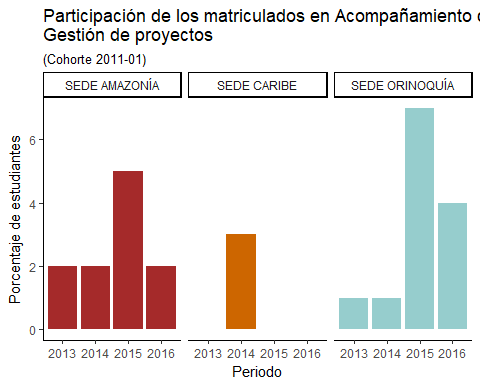 Participación de los matriculados en Acompañamiento
Gestión de proyectos
(Cohorte 2011-01)
SEDE AMAZONÍA SEDE CARIBE SEDE ORINOQUÍA
Porcentaje de estudiantes
6
4
2
0
2013 2014 2015 2016 2013 2014 2015 2016 2013 2014 2015 2016
Periodo